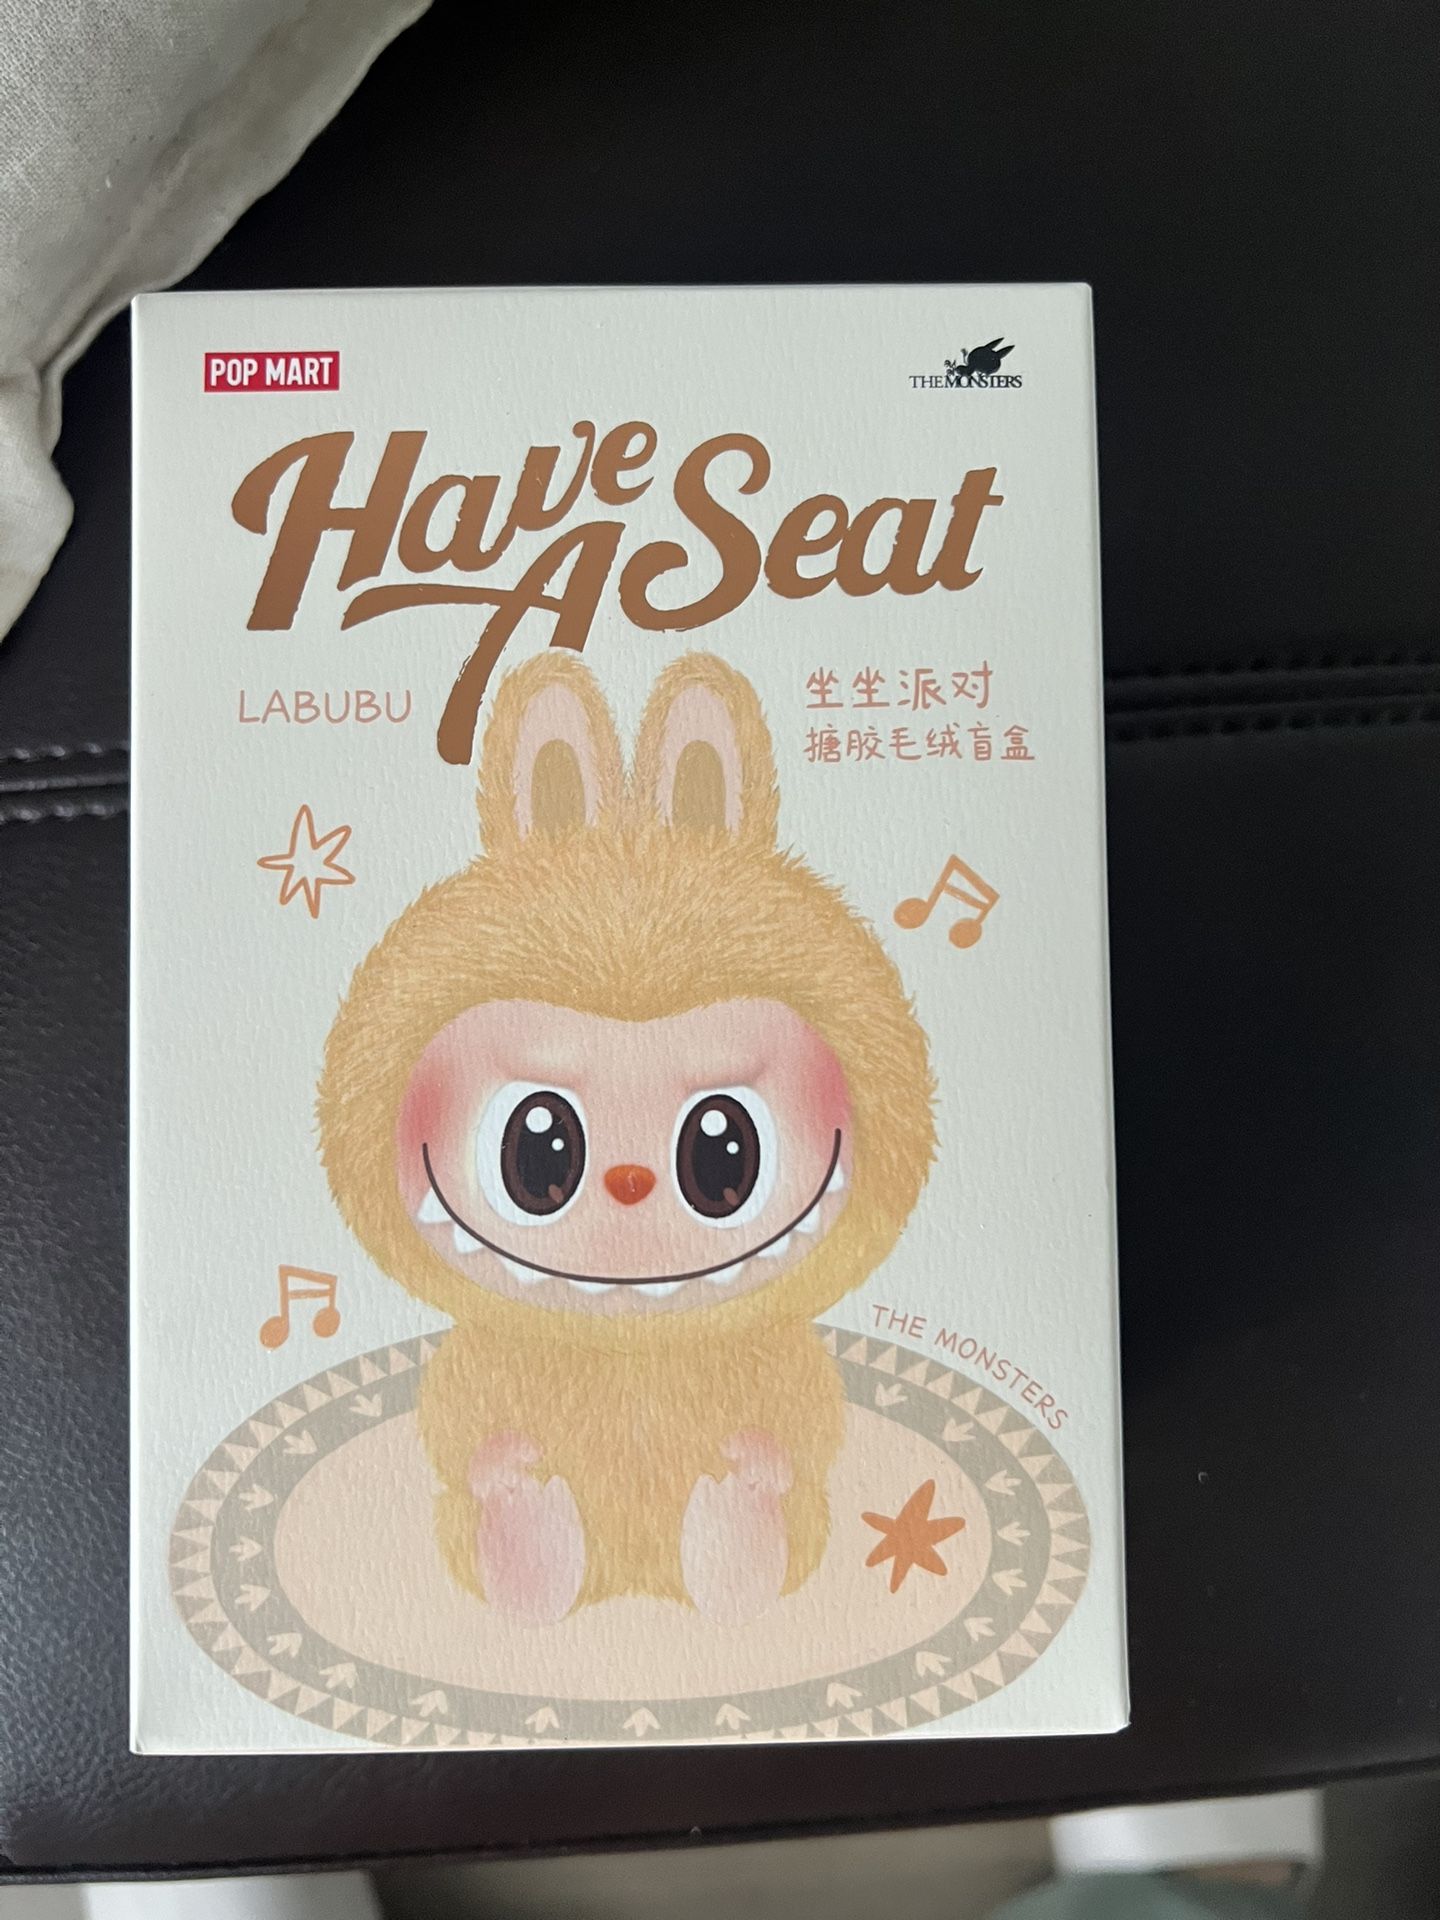 POP MART
THE MONSTERS
Have A Seat
LABUBU
坐坐派对
搪胶毛绒盲盒
THE MONSTERS